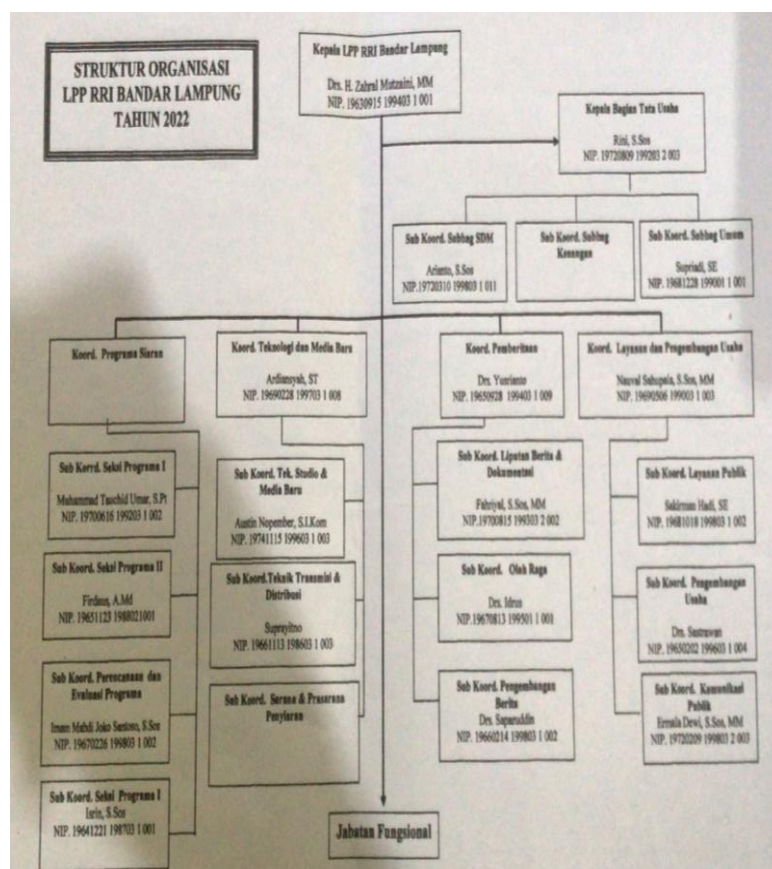 STRUKTUR ORGANISASI
LPP RRI BANDAR LAMPUNG
TAHUN 2022
Kepala LPP RRI Bandar Lampung
Drs. H. Zahral Mutzaini, MM
NIP. 19630915 199403 1 001
Kepala Bagian Tata Usaha
Rini, S.Sos
NIP. 19720809 199203 2 003
Sub Koord. Subbag SDM
Arianto, S.Sos
NIP.19720310 199803 1 011
Sub Koord. Subbag
Keuangan
Sub Koord. Subbag Umum
Supriadi, SE
NIP. 19681228 199001 1 001
Koord. Programa Siaran
Koord. Teknologi dan Media Baru
Ardiansyah, ST
NIP. 19690228 199703 1 008
Koord. Pemberitaan
Drs. Yusrianto
NIP. 19650928 199403 1 009
Koord. Layanan dan Pengembangan Usaha
Nauval Sahupala, S.Sos, MM
NIP. 19690506 199003 1 003
Sub Korrd. Seksi Programa I
Muhammad Tauchid Umar, S.Pt
NIP. 19700616 199203 1 002
Sub Koord. Seksi Programa II
Firdaus, A.Md
NIP. 19651123 1988021001
Sub Koord. Perencanaan dan
Evaluasi Programa
Imam Mahdi Joko Santoso, S.Sos
NIP. 19670226 199803 1 002
Sub Koord. Seksi Programa I
Isrin, S.Sos
NIP. 19641221 198703 1 001
Sub Koord. Tek. Studio &
Media Baru
Austin Nopember, S.I.Kom
NIP. 19741115 199603 1 003
Sub Koord.Teknik Transmisi &
Distribusi
Suprayitno
NIP. 19661113 198603 1 003
Sub Koord. Sarana & Prasarana
Penyiaran
Sub Koord. Liputan Berita &
Dokumentasi
Fahriyal, S.Sos, MM
NIP.19700815 199303 2 002
Sub Koord. Olah Raga
Drs. Idrus
NIP.19670813 199501 1 001
Sub Koord. Pengembangan
Berita
Drs. Saparuddin
NIP. 19660214 199803 1 002
Sub Koord. Layanan Publik
Sakirman Hadi, SE
NIP. 19681018 199803 1 002
Sub Koord. Pengembangan
Usaha
Drs. Sastrawan
NIP. 19650202 199603 1 004
Sub Koord. Komunikasi
Publik
Ermala Dewi, S.Sos, MM
NIP. 19720209 199803 2 003
Jabatan Fungsional